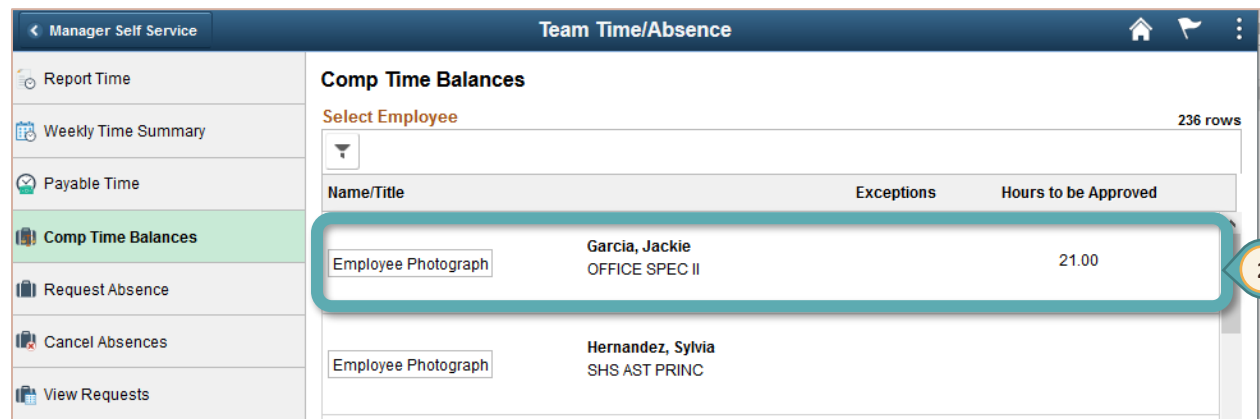 Manager Self Service
Team Time/Absence
Report Time
Weekly Time Summary
Payable Time
Comp Time Balances
Request Absence
Cancel Absences
View Requests
Comp Time Balances
Select Employee
236 rows
Name/Title Exceptions Hours to be Approved
Employee Photograph
Garcia, Jackie
OFFICE SPEC II
21.00
2
Employee Photograph
Hernandez, Sylvia
SHS AST PRINC